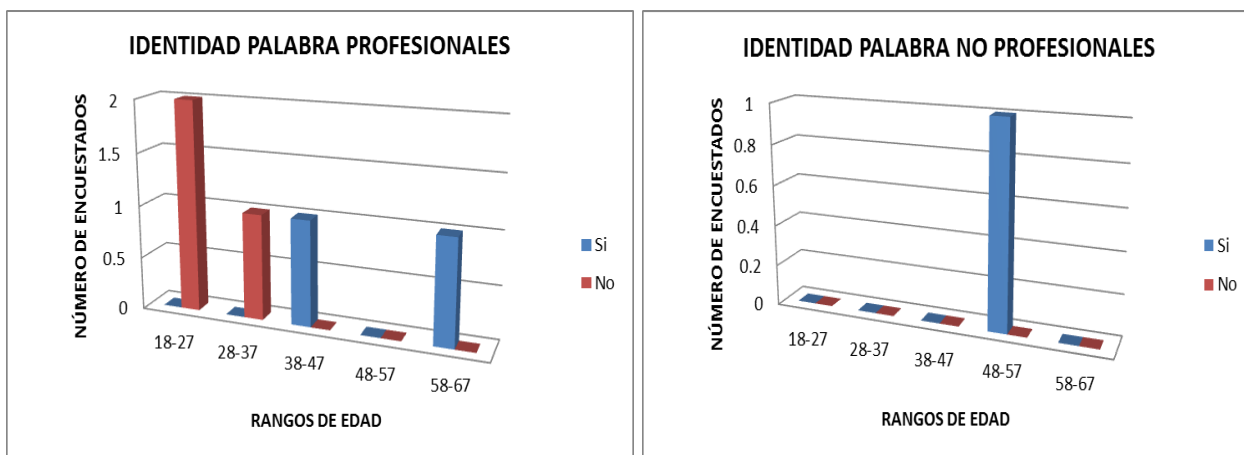 IDENTIDAD PALABRA PROFESIONALES
NÚMERO DE ENCUESTADOS
2
1.5
1
0.5
0
18-27
28-37
38-47
48-57
58-67
RANGOS DE EDAD
Si
No
IDENTIDAD PALABRA NO PROFESIONALES
NÚMERO DE ENCUESTADOS
1
0.8
0.6
0.4
0.2
0
18-27
28-37
38-47
48-57
58-67
RANGOS DE EDAD
Si
No